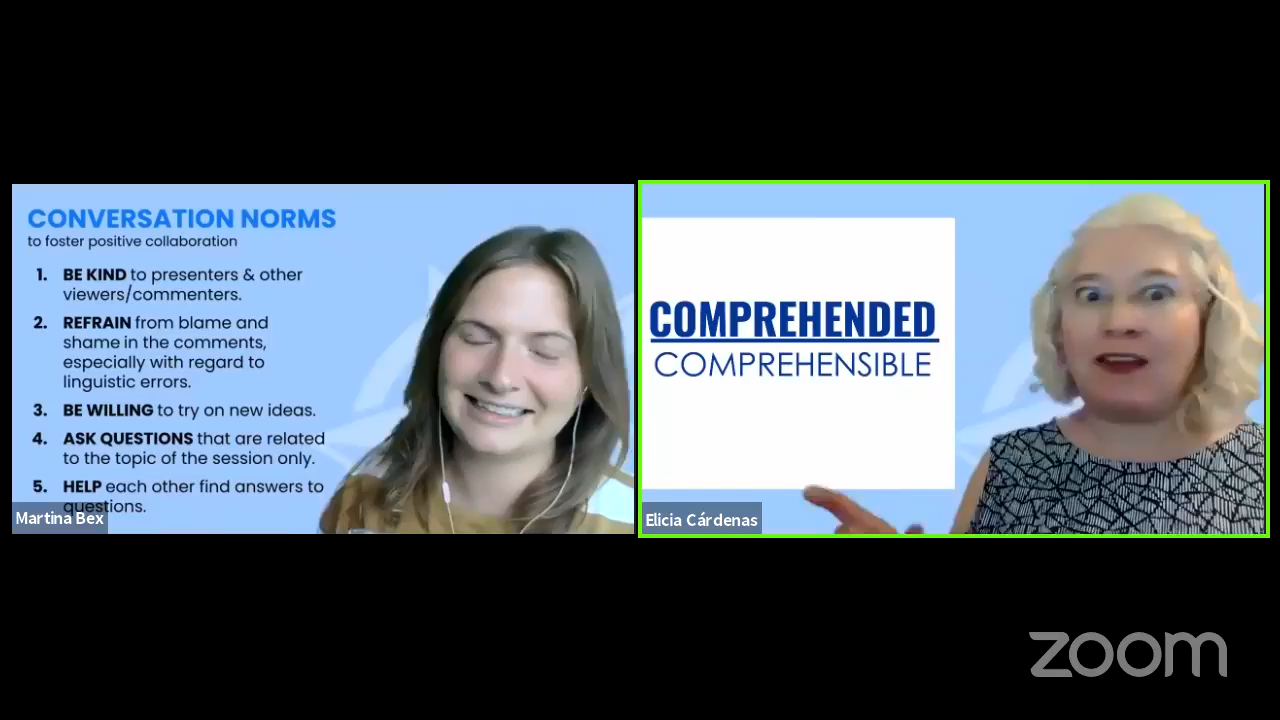 CONVERSATION NORMS
to foster positive collaboration
1. BE KIND to presenters & other
viewers/commenters.
2. REFRAIN from blame and
shame in the comments,
especially with regard to
linguistic errors.
3. BE WILLING to try on new ideas.
4. ASK QUESTIONS that are related
to the topic of the session only.
5. HELP each other find answers to
questions.
Martina Bex
COMPREHENDED
COMPREHENSIBLE
Elicia Cárdenas
zoom